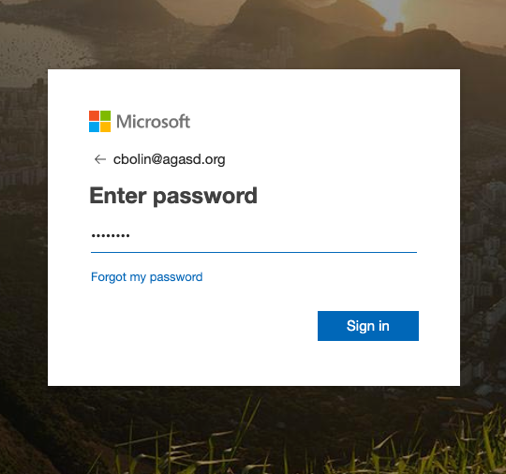 Microsoft
← cbolin@agasd.org
Enter password
••••••••
Forgot my password
Sign in